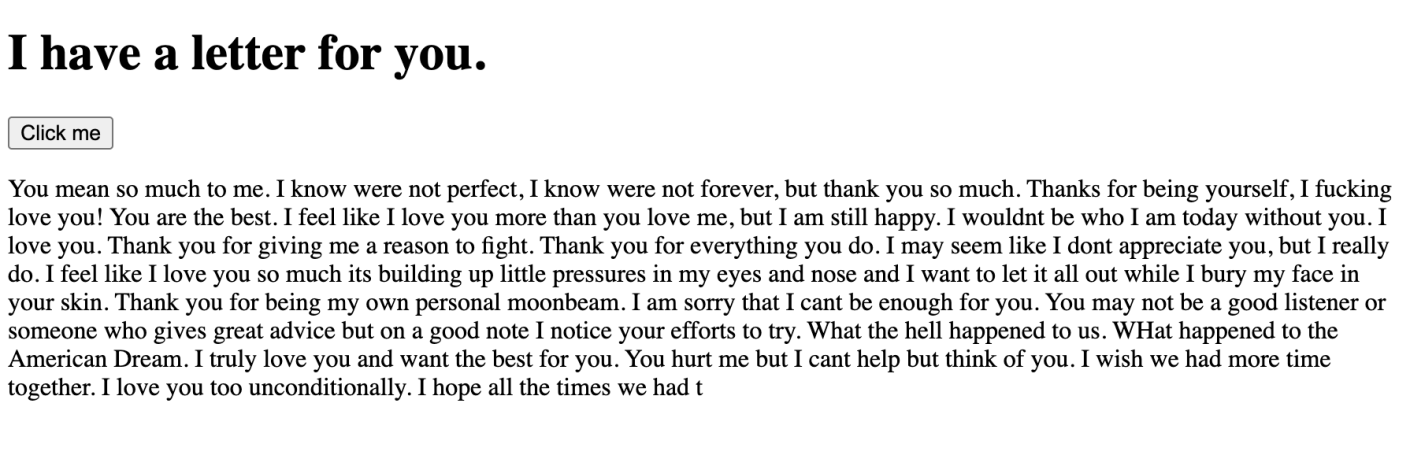 I have a letter for you.
Click me
You mean so much to me. I know were not perfect, I know were not forever, but thank you so much. Thanks for being yourself, I fucking
love you! You are the best. I feel like I love you more than you love me, but I am still happy. I wouldnt be who I am today without you. I
love you. Thank you for giving me a reason to fight. Thank you for everything you do. I may seem like I dont appreciate you, but I really
do. I feel like I love you so much its building up little pressures in my eyes and nose and I want to let it all out while I bury my face in
your skin. Thank you for being my own personal moonbeam. I am sorry that I cant be enough for you. You may not be a good listener or
someone who gives great advice but on a good note I notice your efforts to try. What the hell happened to us. WHat happened to the
American Dream. I truly love you and want the best for you. You hurt me but I cant help but think of you. I wish we had more time
together. I love you too unconditionally. I hope all the times we had t